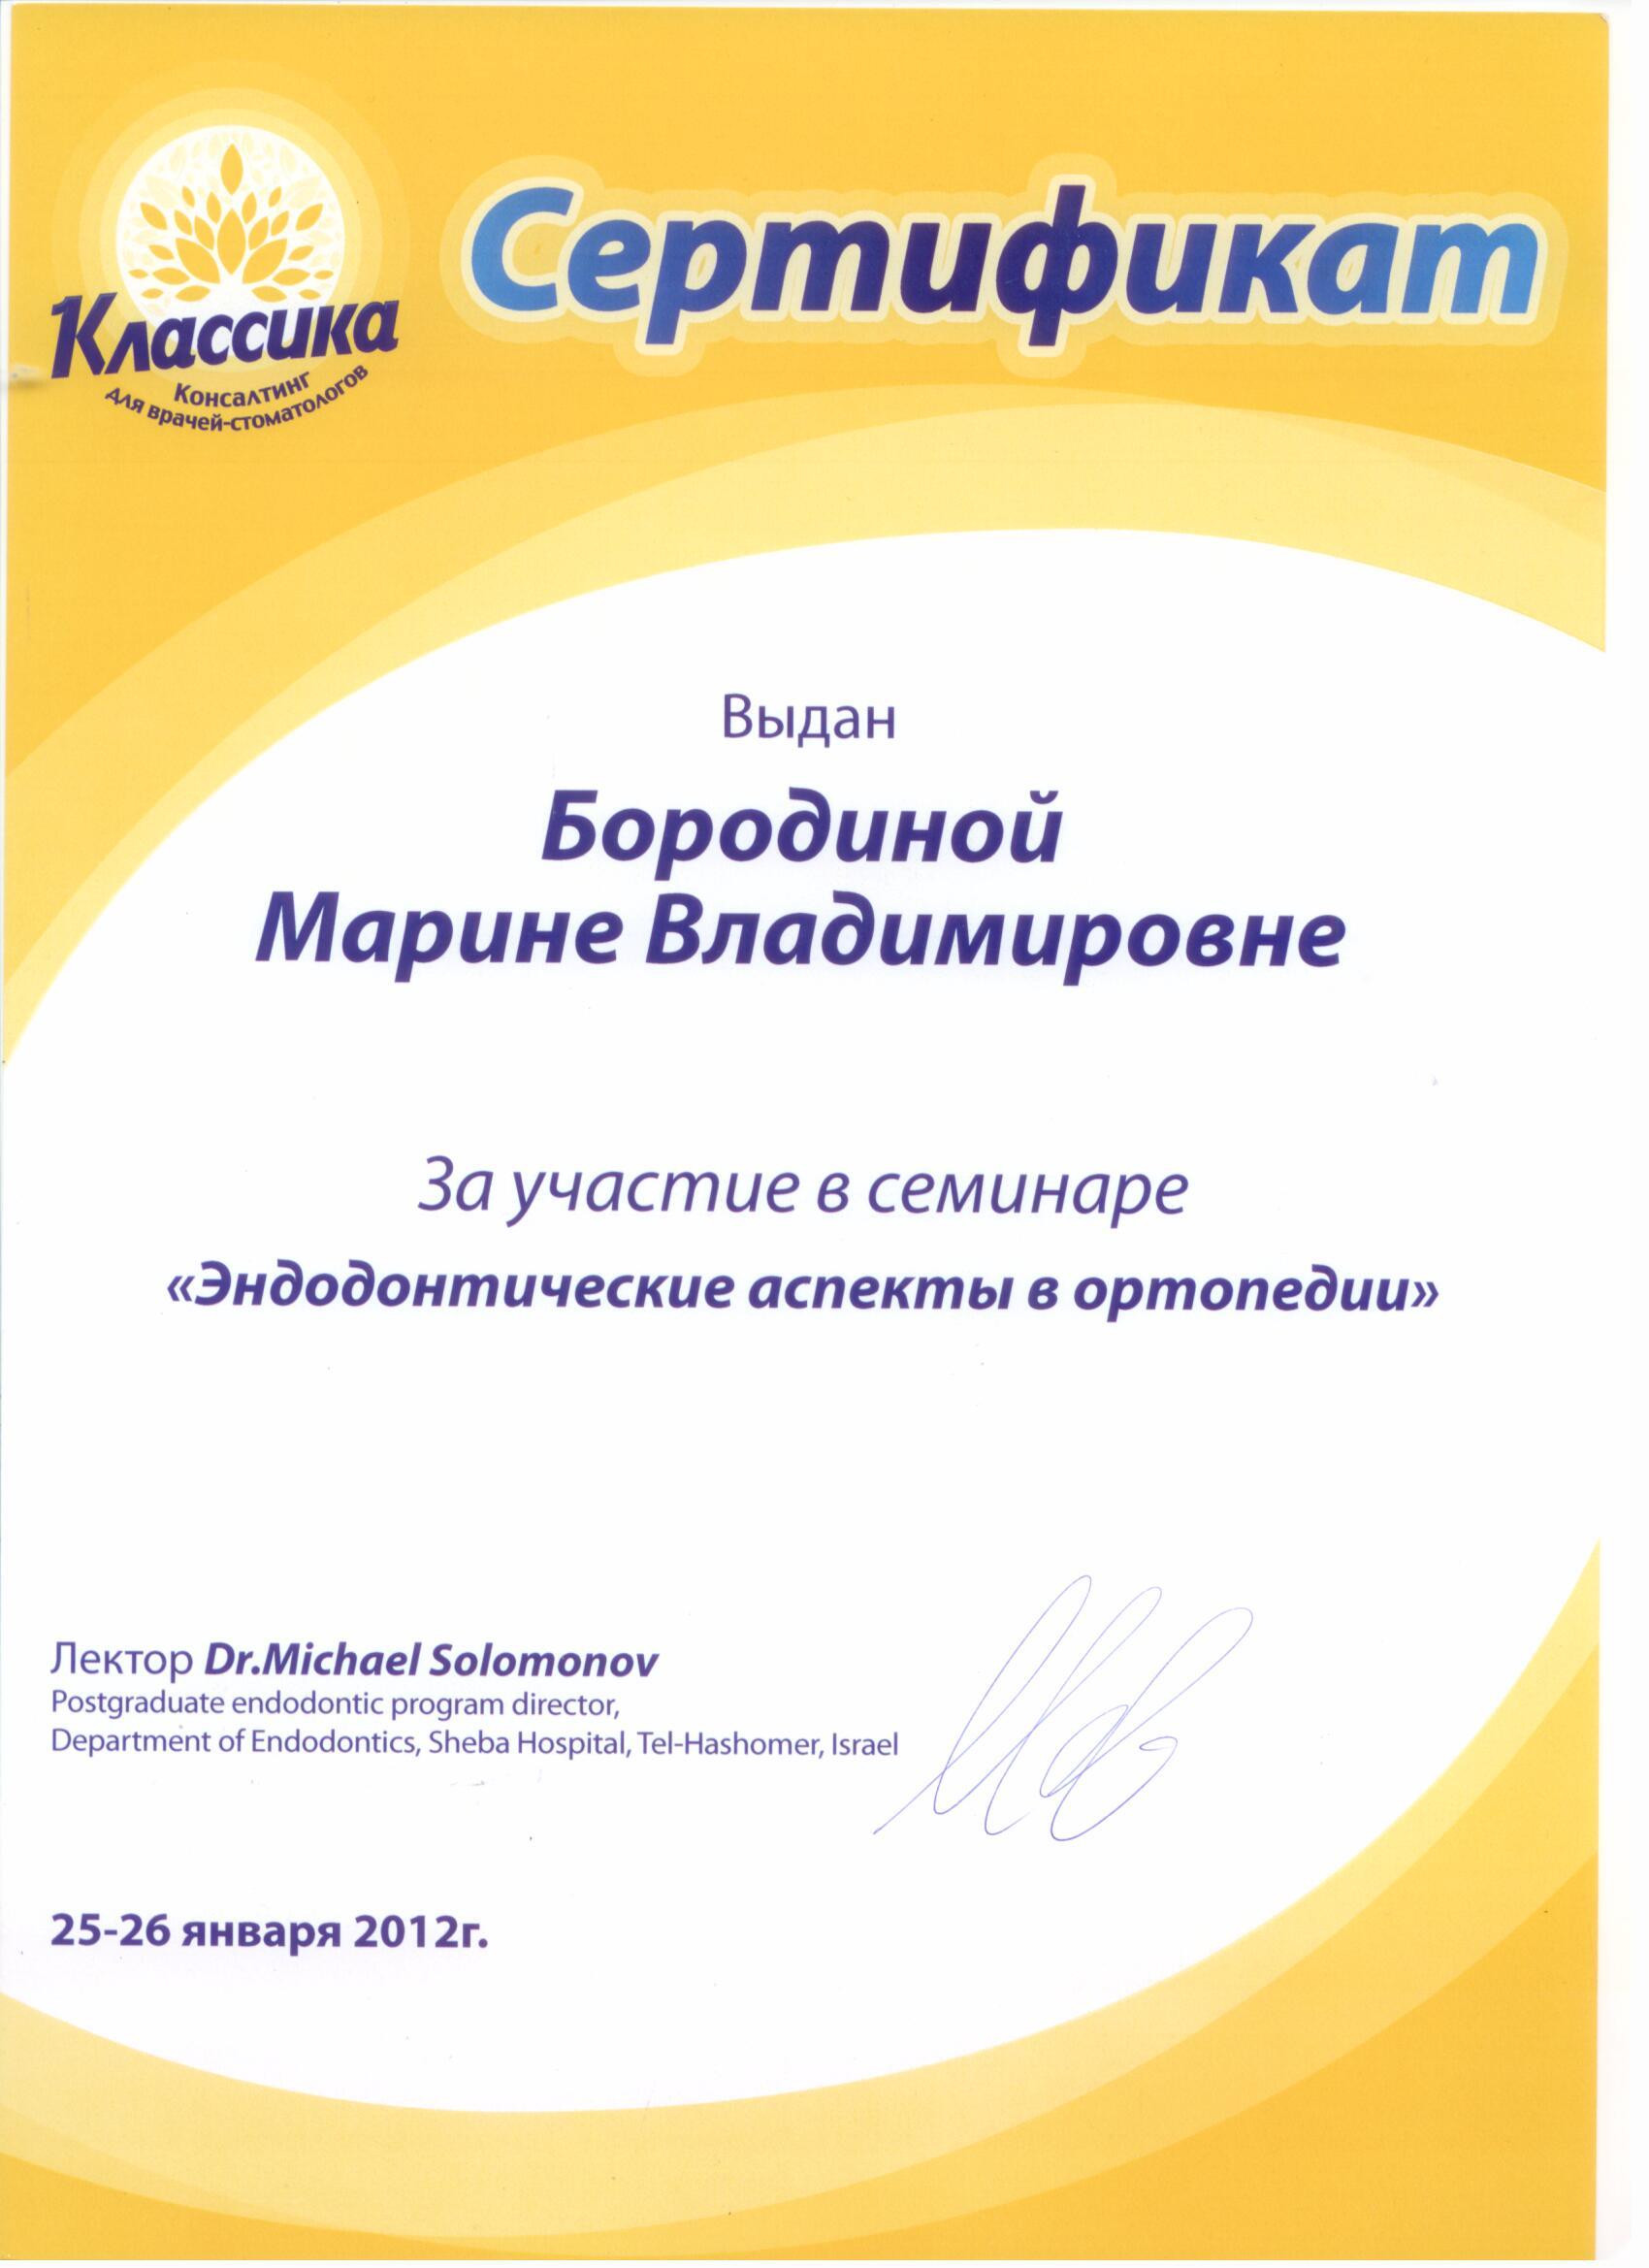 Классика
Консалтинг
для врачей-стоматологов
Сертификат
Выдан
Бородиной
Марине Владимировне
За участие в семинаре
«Эндодонтические аспекты в ортопедии»
Лектор Dr.Michael Solomonov
Postgraduate endodontic program director,
Department of Endodontics, Sheba Hospital, Tel-Hashomer, Israel
25-26 января 2012г.